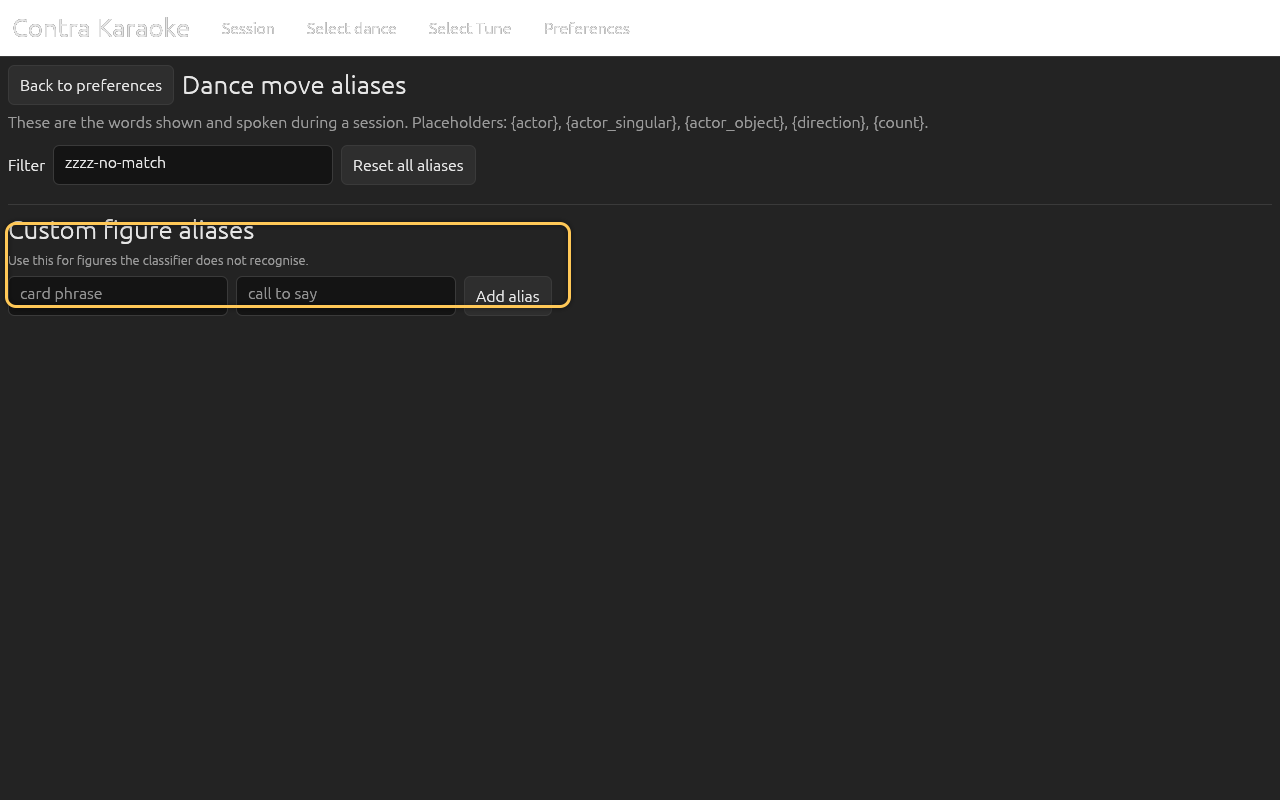 Contra Karaoke Session Select dance Select Tune Preferences
Back to preferences Dance move aliases
These are the words shown and spoken during a session. Placeholders: {actor}, {actor_singular}, {actor_object}, {direction}, {count}.
Filter zzzz-no-match Reset all aliases
Custom figure aliases
Use this for figures the classifier does not recognise.
card phrase call to say Add alias